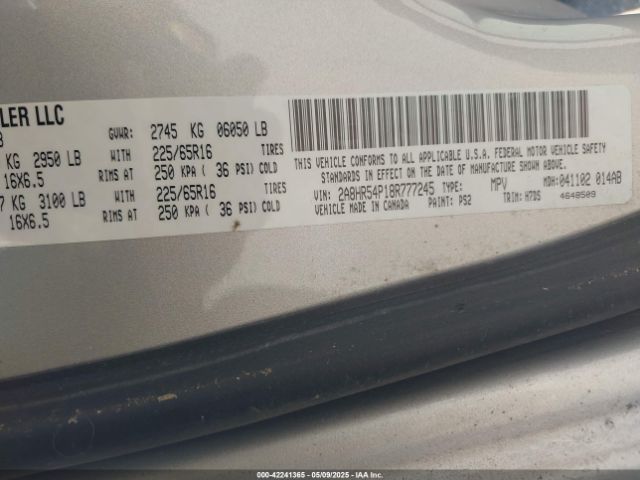 LER LLC
GVWR: 2745 KG 06050 LB
KG 2950 LB WITH 225/65R16 TIRES
16X6.5 RIMS AT 250 KPA ( 36 PSI) COLD
7 KG 3100 LB WITH 225/65R16 TIRES
16X6.5 RIMS AT 250 KPA ( 36 PSI) COLD
THIS VEHICLE CONFORMS TO ALL APPLICABLE U.S.A. FEDERAL MOTOR VEHICLE SAFETY
STANDARDS IN EFFECT ON THE DATE OF MANUFACTURE SHOWN ABOVE.
VIN: 2A8HR54P18R777245 TYPE: MPV MDH: 041102 014AB
VEHICLE MADE IN CANADA PAINT: PS2 TRIM: H7DS 4648509
000-42241365 - 05/09/2025 - IAAI.COM